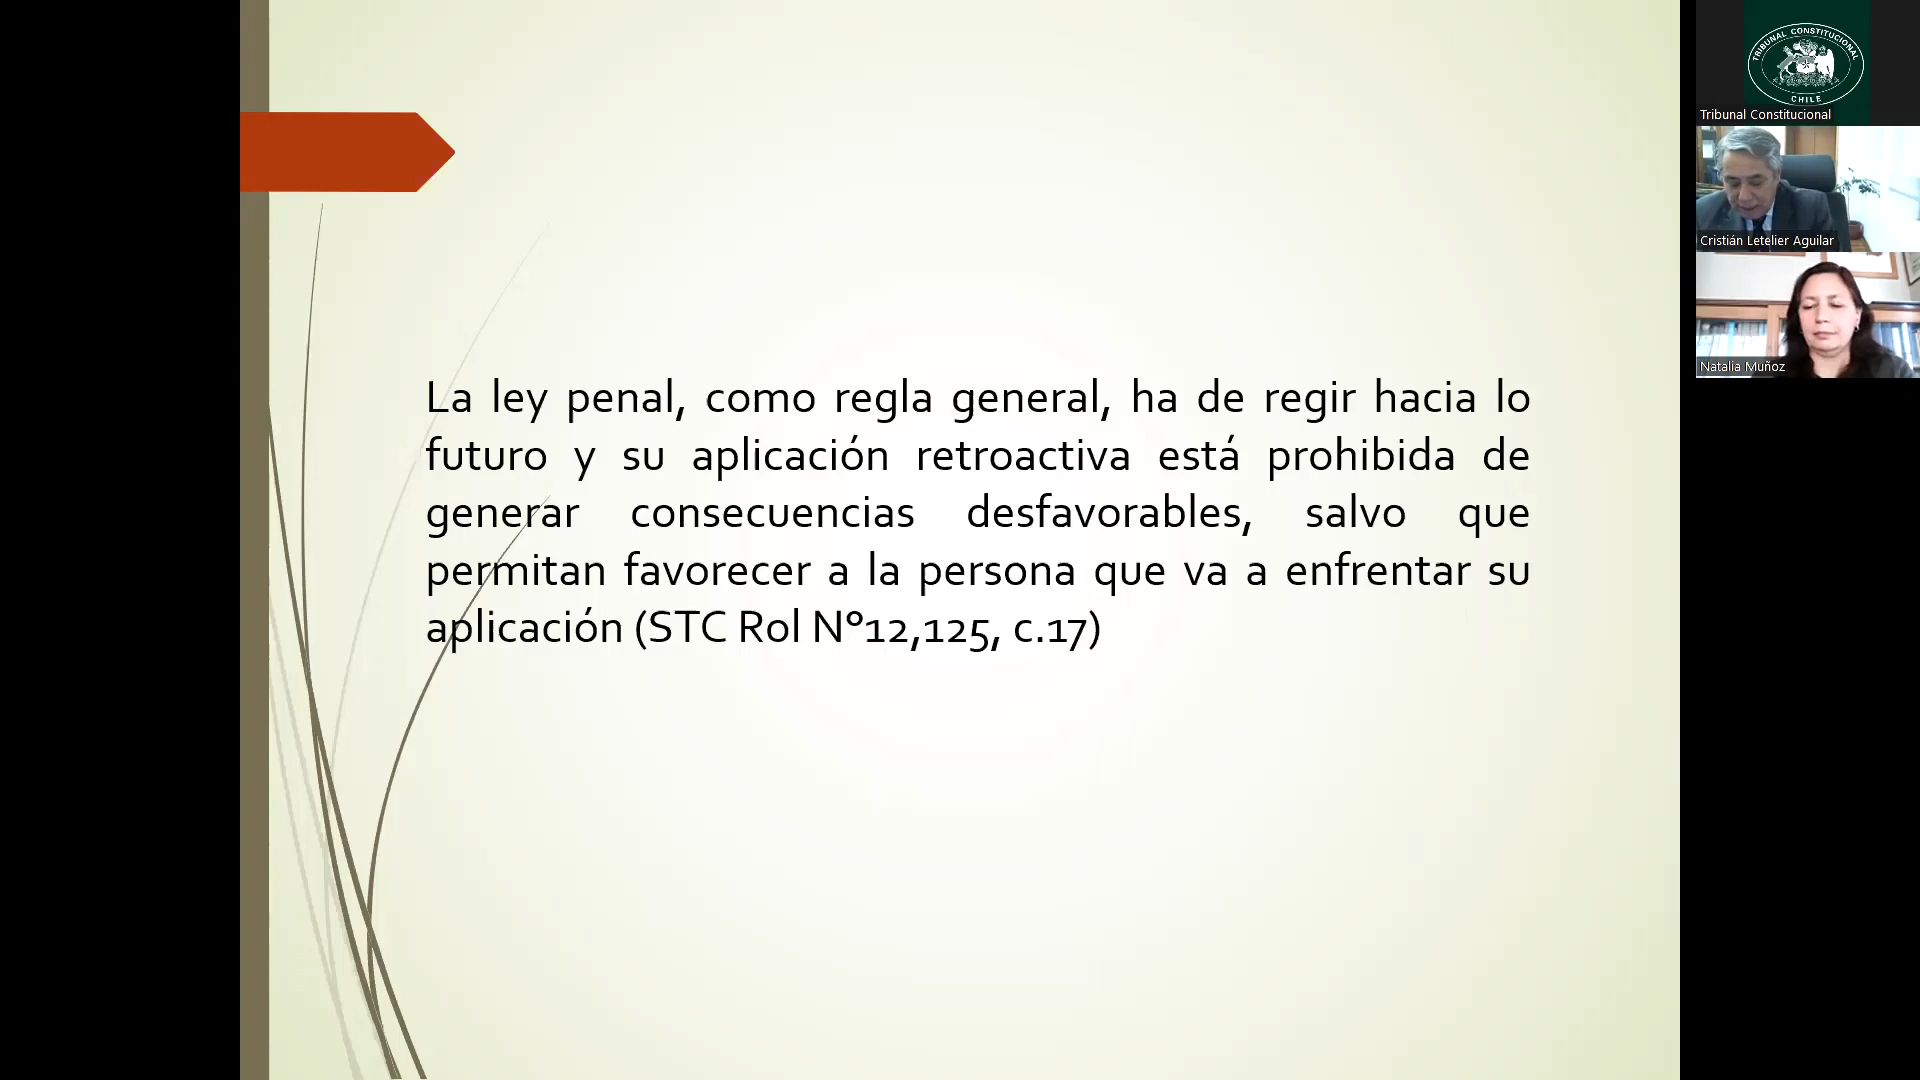 La ley penal, como regla general, ha de regir hacia lo
futuro y su aplicación retroactiva está prohibida de
generar consecuencias desfavorables, salvo que
permitan favorecer a la persona que va a enfrentar su
aplicación (STC Rol N°12,125, c.17)
TRIBUNAL CONSTITUCIONAL
CHILE
Tribunal Constitucional
Cristián Letelier Aguilar
Natalia Muñoz